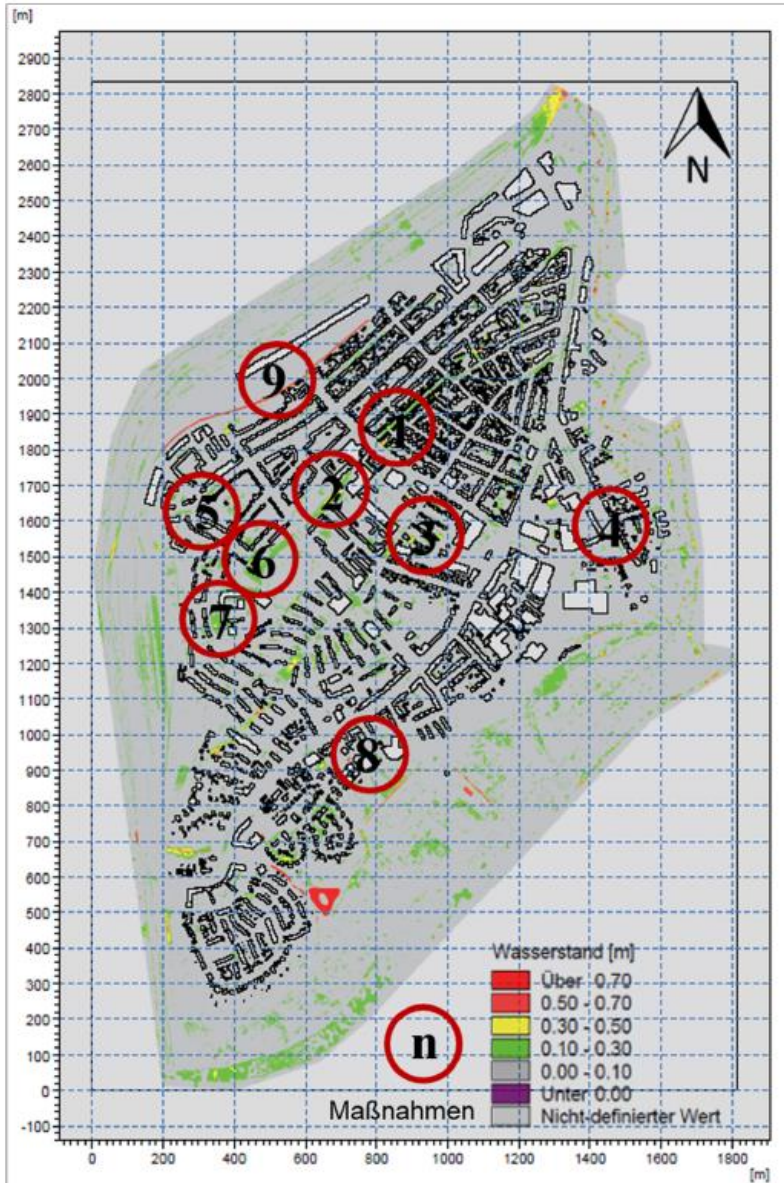 [m]
2900
2800
2700
2600
N
2500
2400
2300
2200
2100
2000
9
1900
1
1800
1700
2
5
1600
3
4
1500
6
1400
7
1300
1200
1100
1000
8
900
800
700
600
500
400
Wasserstand [m]
300
Über 0.70
0.50 - 0.70
200
0.30 - 0.50
n
100
0.10 - 0.30
0.00 - 0.10
0
Unter 0.00
Maßnahmen
Nicht-definierter Wert
-100
0 200 400 600 800 1000 1200 1400 1600 1800
[m]